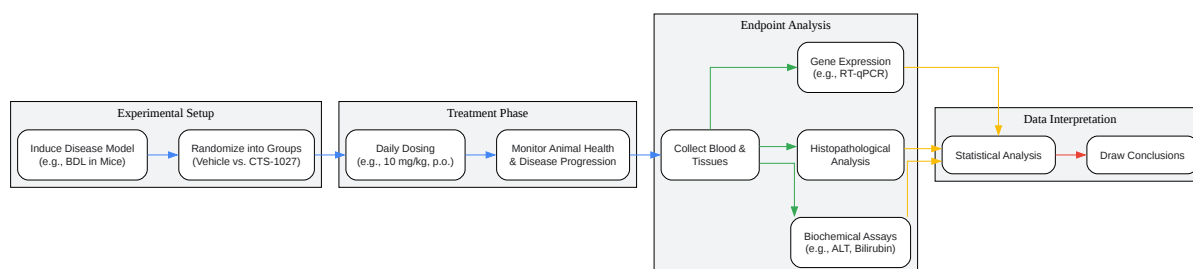 Experimental Setup
Induce Disease Model
(e.g., BDL in Mice)
Randomize into Groups
(Vehicle vs. CTS-1027)
Treatment Phase
Daily Dosing
(e.g., 10 mg/kg, p.o.)
Monitor Animal Health
& Disease Progression
Endpoint Analysis
Collect Blood &
Tissues
Gene Expression
(e.g., RT-qPCR)
Histopathological
Analysis
Biochemical Assays
(e.g., ALT, Bilirubin)
Data Interpretation
Statistical Analysis
Draw Conclusions